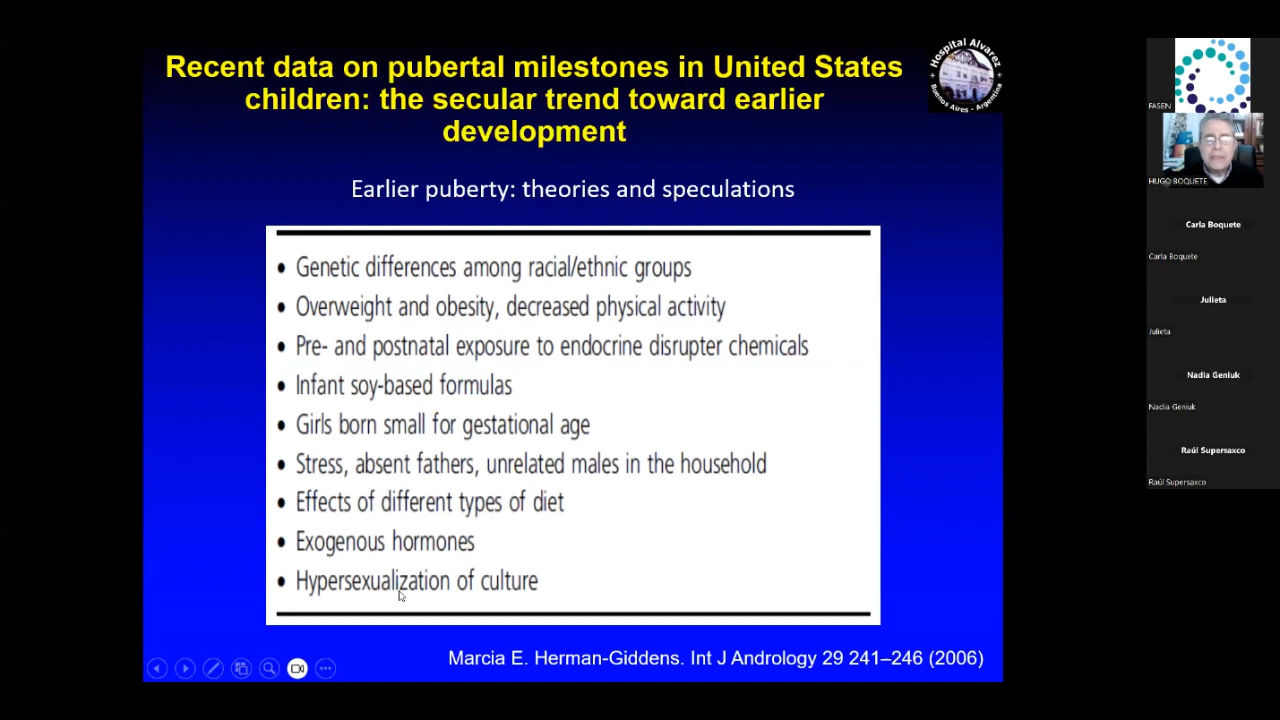 Recent data on pubertal milestones in United States
children: the secular trend toward earlier
development
Hospital Alvarez
Buenos Aires - Argentina
Earlier puberty: theories and speculations
• Genetic differences among racial/ethnic groups
• Overweight and obesity, decreased physical activity
• Pre- and postnatal exposure to endocrine disrupter chemicals
• Infant soy-based formulas
• Girls born small for gestational age
• Stress, absent fathers, unrelated males in the household
• Effects of different types of diet
• Exogenous hormones
• Hypersexualization of culture
Marcia E. Herman-Giddens. Int J Andrology 29 241–246 (2006)
FASEN
HUGO BOQUETE
Carla Boquete
Carla Boquete
Julieta
Julieta
Nadia Geniuk
Nadia Geniuk
Raúl Supersaxco
Raúl Supersaxco